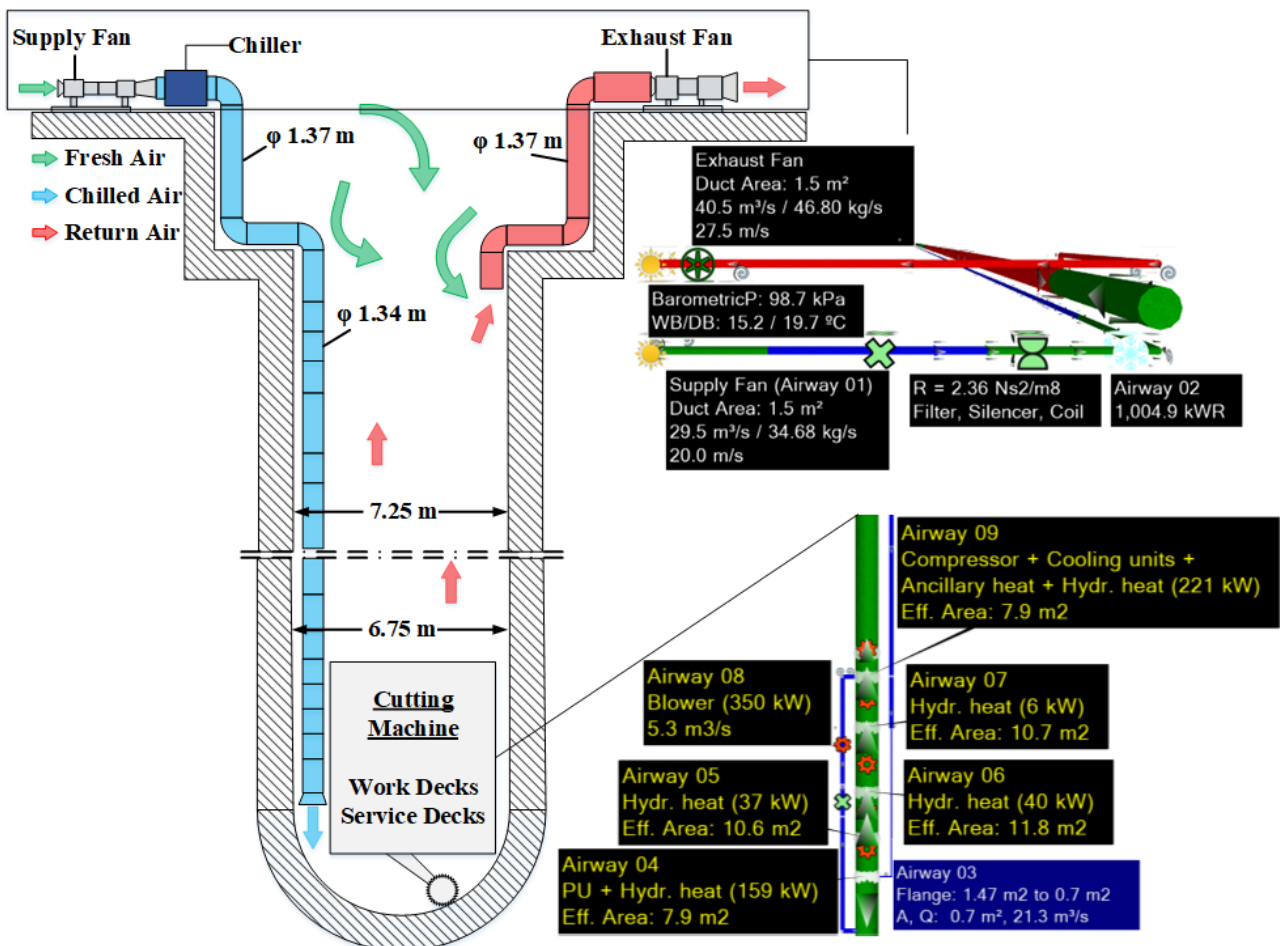 Supply Fan
Chiller
Exhaust Fan
φ 1.37 m
φ 1.37 m
Fresh Air
Chilled Air
Return Air
φ 1.34 m
7.25 m
6.75 m
Cutting
Machine
Work Decks
Service Decks
Exhaust Fan
Duct Area: 1.5 m²
40.5 m³/s / 46.80 kg/s
27.5 m/s
BarometricP: 98.7 kPa
WB/DB: 15.2 / 19.7 ºC
Supply Fan (Airway 01)
Duct Area: 1.5 m²
29.5 m³/s / 34.68 kg/s
20.0 m/s
R = 2.36 Ns2/m8
Filter, Silencer, Coil
Airway 02
1,004.9 kWR
Airway 09
Compressor + Cooling units +
Ancillary heat + Hydr. heat (221 kW)
Eff. Area: 7.9 m2
Airway 08
Blower (350 kW)
5.3 m3/s
Airway 07
Hydr. heat (6 kW)
Eff. Area: 10.7 m2
Airway 05
Hydr. heat (37 kW)
Eff. Area: 10.6 m2
Airway 06
Hydr. heat (40 kW)
Eff. Area: 11.8 m2
Airway 04
PU + Hydr. heat (159 kW)
Eff. Area: 7.9 m2
Airway 03
Flange: 1.47 m2 to 0.7 m2
A, Q: 0.7 m², 21.3 m³/s